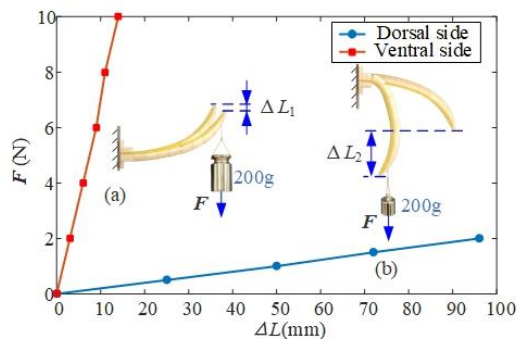 Dorsal side
Ventral side
F (N)
10
8
6
4
2
0
ΔL₁
200g
F
(a)
ΔL₂
200g
F
(b)
0 10 20 30 40 50 60 70 80 90 100
ΔL(mm)